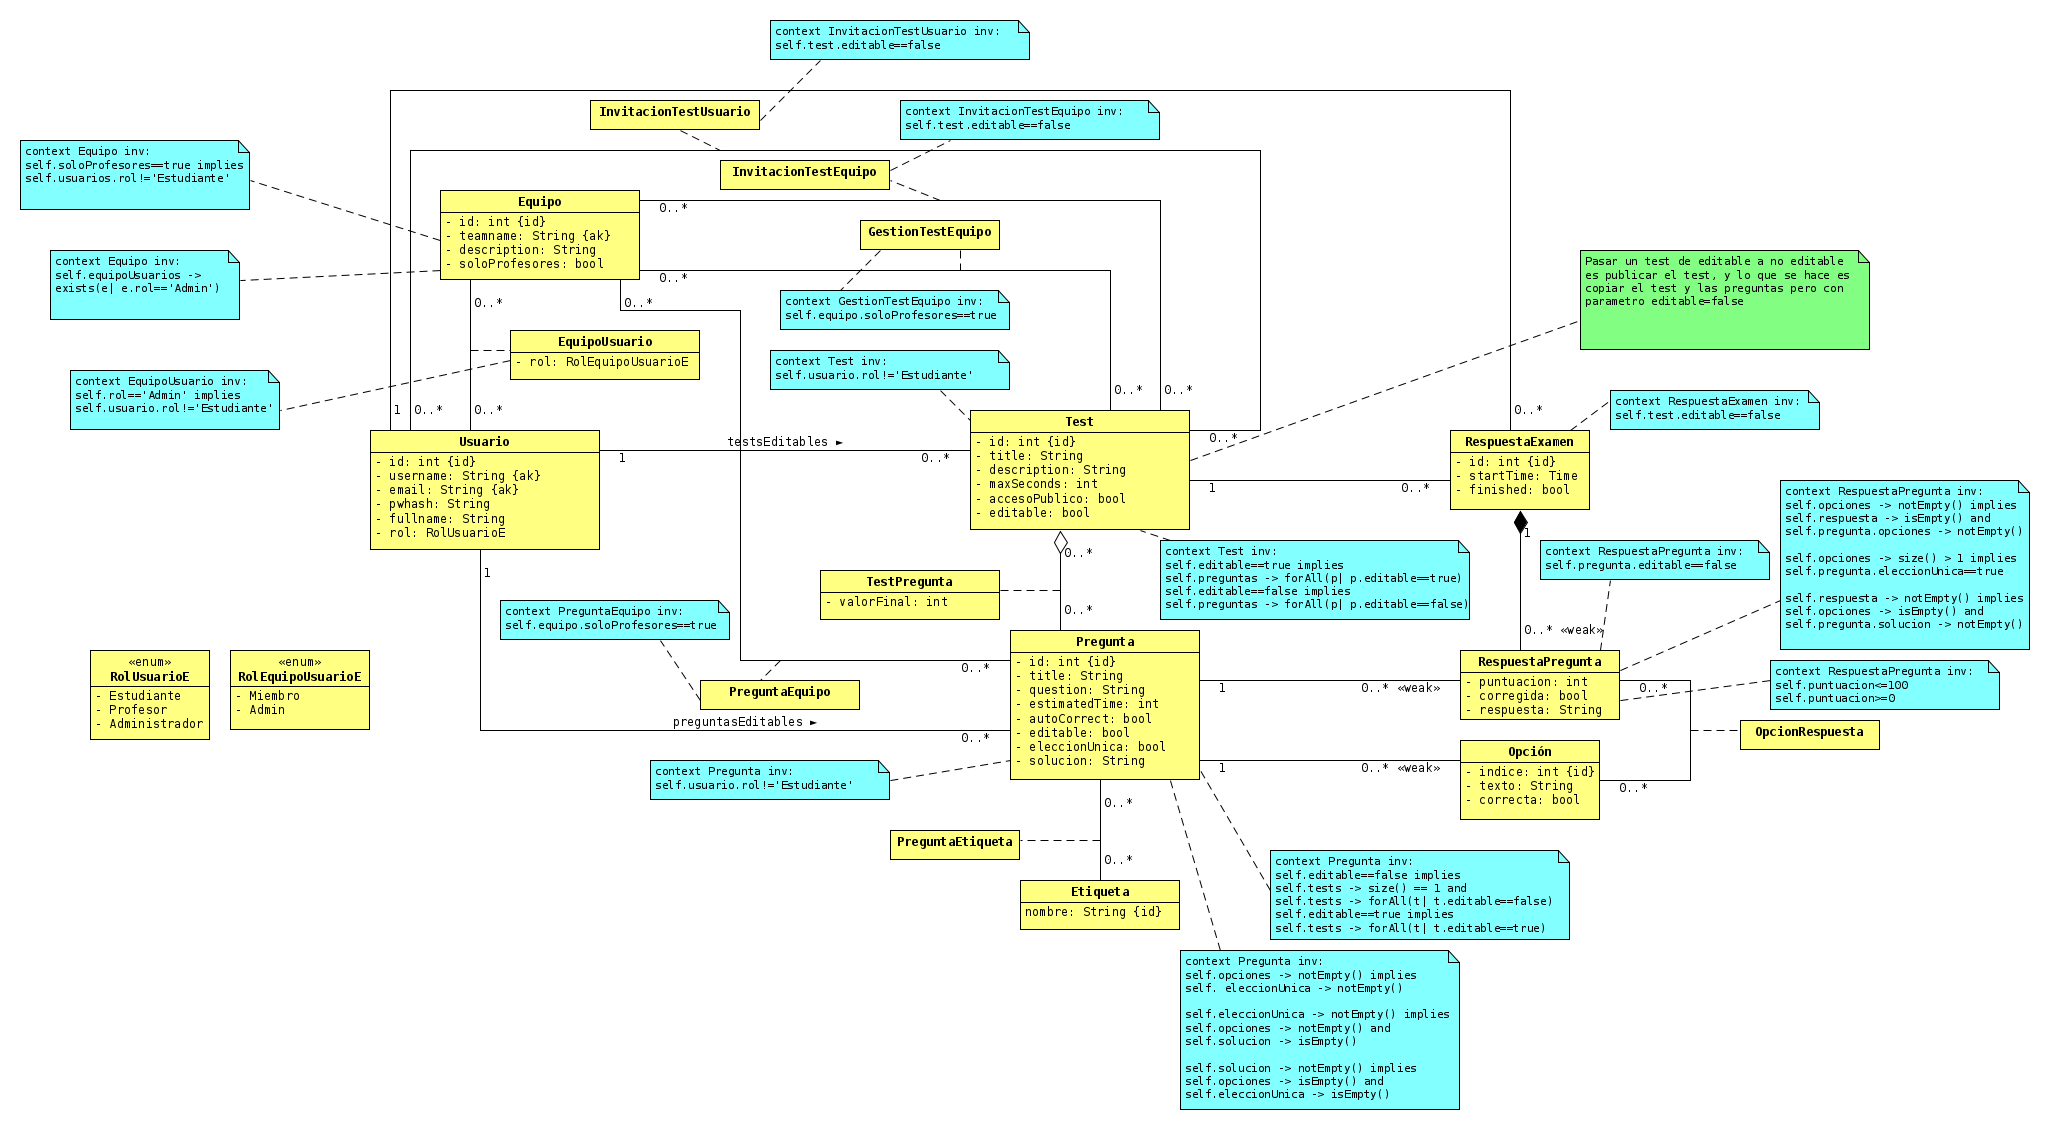 context InvitacionTestUsuario inv:
self.test.editable==false
InvitacionTestUsuario
context InvitacionTestEquipo inv:
self.test.editable==false
context Equipo inv:
self.soloProfesores==true implies
self.usuarios.rol!='Estudiante'
InvitacionTestEquipo
Equipo
- id: int {id}
- teamname: String {ak}
- description: String
- soloProfesores: bool
0..*
0..*
0..*
0..*
GestionTestEquipo
context Equipo inv:
self.equipoUsuarios ->
exists(e| e.rol=='Admin')
context GestionTestEquipo inv:
self.equipo.soloProfesores==true
Pasar un test de editable a no editable
es publicar el test, y lo que se hace es
copiar el test y las preguntas pero con
parametro editable=false
EquipoUsuario
- rol: RolEquipoUsuarioE
context Test inv:
self.usuario.rol!='Estudiante'
context EquipoUsuario inv:
self.rol=='Admin' implies
self.usuario.rol!='Estudiante'
1
0..*
0..*
0..*
0..*
0..*
context RespuestaExamen inv:
self.test.editable==false
Usuario
- id: int {id}
- username: String {ak}
- email: String {ak}
- pwhash: String
- fullname: String
- rol: RolUsuarioE
testsEditables ►
1
0..*
Test
- id: int {id}
- title: String
- description: String
- maxSeconds: int
- accesoPublico: bool
- editable: bool
0..*
1
0..*
RespuestaExamen
- id: int {id}
- startTime: Time
- finished: bool
context RespuestaPregunta inv:
self.opciones -> notEmpty() implies
self.respuesta -> isEmpty() and
self.pregunta.opciones -> notEmpty()
self.opciones -> size() > 1 implies
self.pregunta.eleccionUnica==true
self.respuesta -> notEmpty() implies
self.opciones -> isEmpty() and
self.pregunta.solucion -> notEmpty()
1
context RespuestaPregunta inv:
self.pregunta.editable==false
0..*
context Test inv:
self.editable==true implies
self.preguntas -> forAll(p| p.editable==true)
self.editable==false implies
self.preguntas -> forAll(p| p.editable==false)
1
TestPregunta
- valorFinal: int
0..*
context PreguntaEquipo inv:
self.equipo.soloProfesores==true
0..* «weak»
«enum»
RolUsuarioE
- Estudiante
- Profesor
- Administrador
«enum»
RolEquipoUsuarioE
- Miembro
- Admin
0..*
PreguntaEquipo
preguntasEditables ►
0..*
Pregunta
- id: int {id}
- title: String
- question: String
- estimatedTime: int
- autoCorrect: bool
- editable: bool
- eleccionUnica: bool
- solucion: String
1
0..* «weak»
RespuestaPregunta
- puntuacion: int
- corregida: bool
- respuesta: String
0..*
context RespuestaPregunta inv:
self.puntuacion<=100
self.puntuacion>=0
OpcionRespuesta
1
0..* «weak»
Opción
- indice: int {id}
- texto: String
- correcta: bool
0..*
context Pregunta inv:
self.usuario.rol!='Estudiante'
0..*
PreguntaEtiqueta
0..*
Etiqueta
nombre: String {id}
context Pregunta inv:
self.editable==false implies
self.tests -> size() == 1 and
self.tests -> forAll(t| t.editable==false)
self.editable==true implies
self.tests -> forAll(t| t.editable==true)
context Pregunta inv:
self.opciones -> notEmpty() implies
self. eleccionUnica -> notEmpty()
self.eleccionUnica -> notEmpty() implies
self.opciones -> notEmpty() and
self.solucion -> isEmpty()
self.solucion -> notEmpty() implies
self.opciones -> isEmpty() and
self.eleccionUnica -> isEmpty()